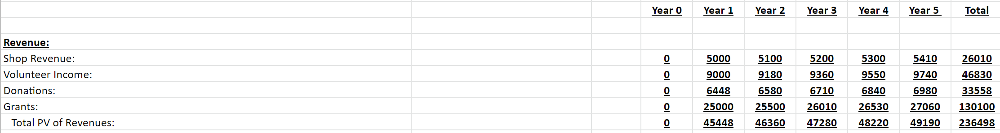 Year 0 Year 1 Year 2 Year 3 Year 4 Year 5 Total
Revenue:
Shop Revenue: 0 5000 5100 5200 5300 5410 26010
Volunteer Income: 0 9000 9180 9360 9550 9740 46830
Donations: 0 6448 6580 6710 6840 6980 33558
Grants: 0 25000 25500 26010 26530 27060 130100
Total PV of Revenues: 0 45448 46360 47280 48220 49190 236498